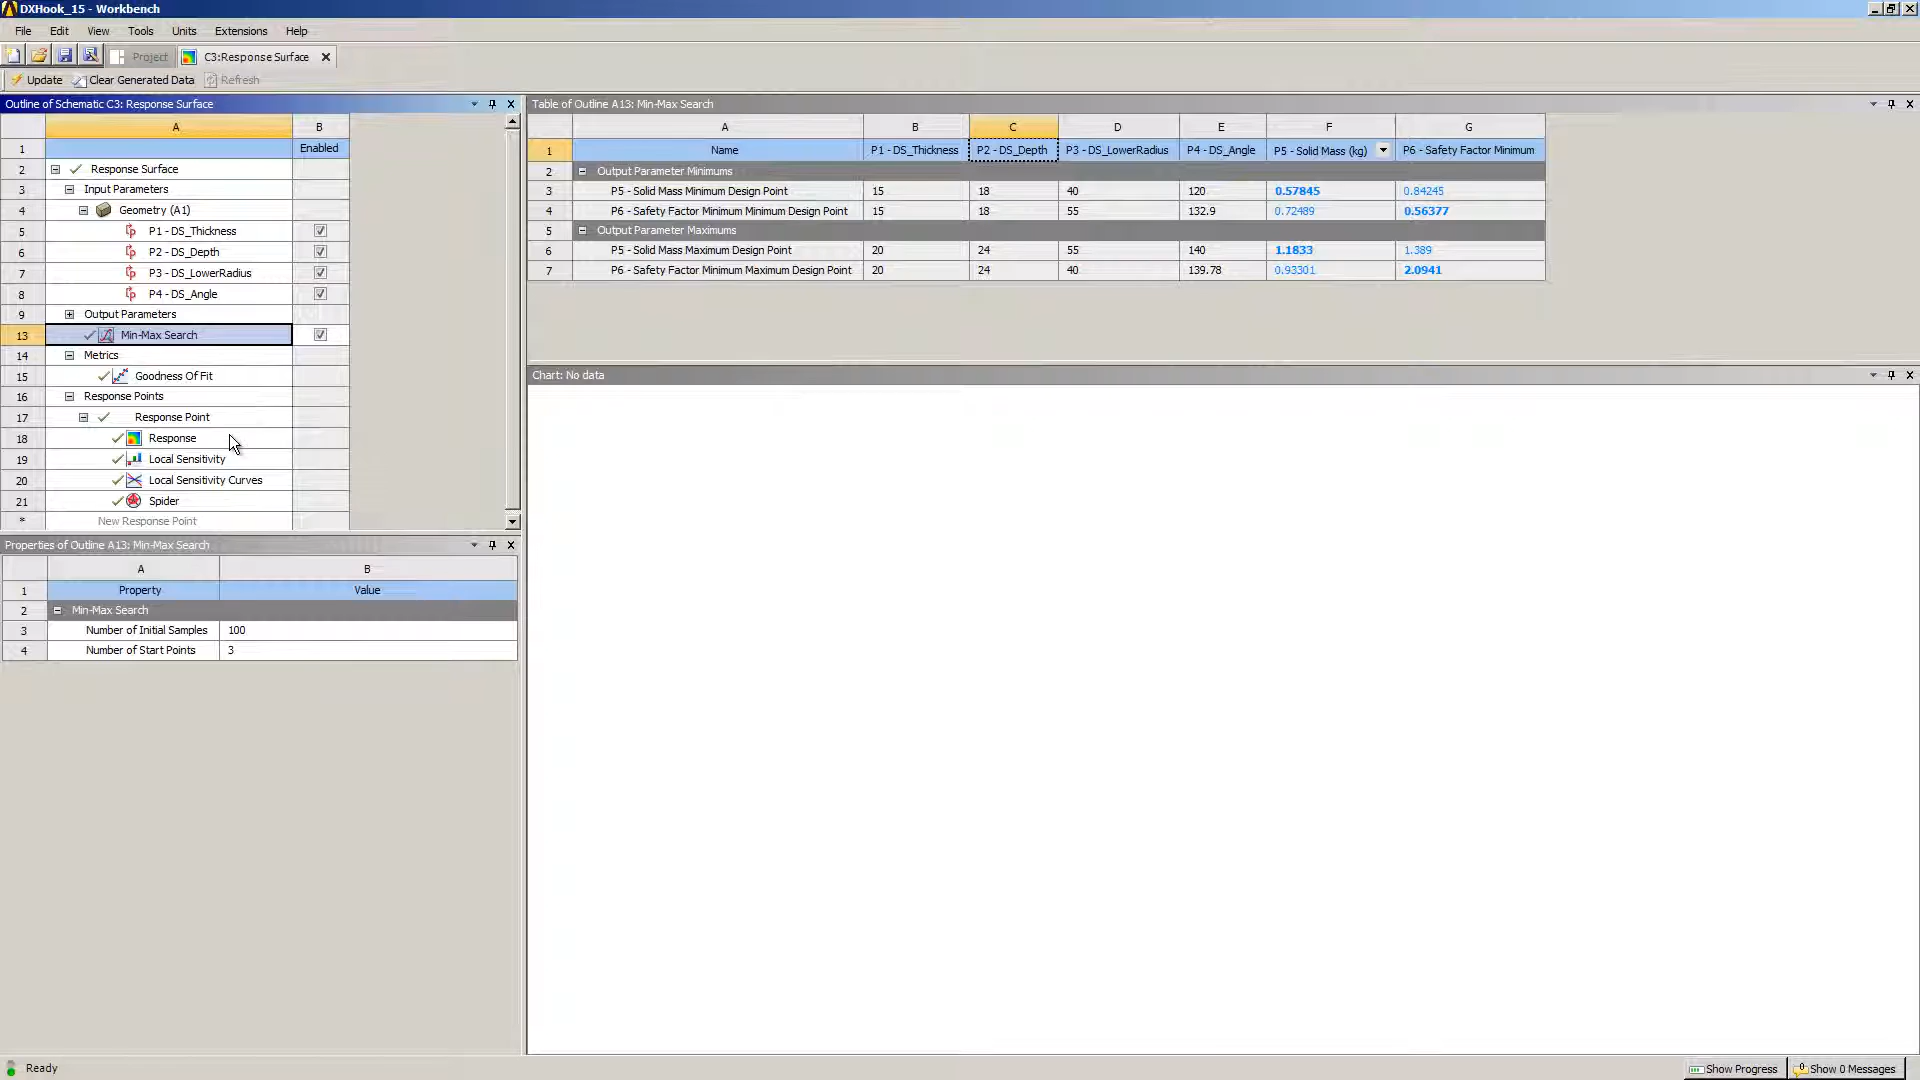 DXHook_15 - Workbench
File Edit View Tools Units Extensions Help
Project C3:Response Surface
Update Clear Generated Data Refresh
Outline of Schematic C3: Response Surface
A B
1 Enabled
2 Response Surface
3 Input Parameters
4 Geometry (A1)
5 P1 - DS_Thickness
6 P2 - DS_Depth
7 P3 - DS_LowerRadius
8 P4 - DS_Angle
9 Output Parameters
13 Min-Max Search
14 Metrics
15 Goodness Of Fit
16 Response Points
17 Response Point
18 Response
19 Local Sensitivity
20 Local Sensitivity Curves
21 Spider
* New Response Point
Properties of Outline A13: Min-Max Search
A B
1 Property Value
2 Min-Max Search
3 Number of Initial Samples 100
4 Number of Start Points 3
Table of Outline A13: Min-Max Search
A B C D E F G
1 Name P1 - DS_Thickness P2 - DS_Depth P3 - DS_LowerRadius P4 - DS_Angle P5 - Solid Mass (kg) P6 - Safety Factor Minimum
2 Output Parameter Minimums
3 P5 - Solid Mass Minimum Design Point 15 18 40 120 0.57845 0.84245
4 P6 - Safety Factor Minimum Minimum Design Point 15 18 55 132.9 0.72489 0.56377
5 Output Parameter Maximums
6 P5 - Solid Mass Maximum Design Point 20 24 55 140 1.1833 1.389
7 P6 - Safety Factor Minimum Maximum Design Point 20 24 40 139.78 0.93301 2.0941
Chart: No data
Ready
Show Progress Show 0 Messages